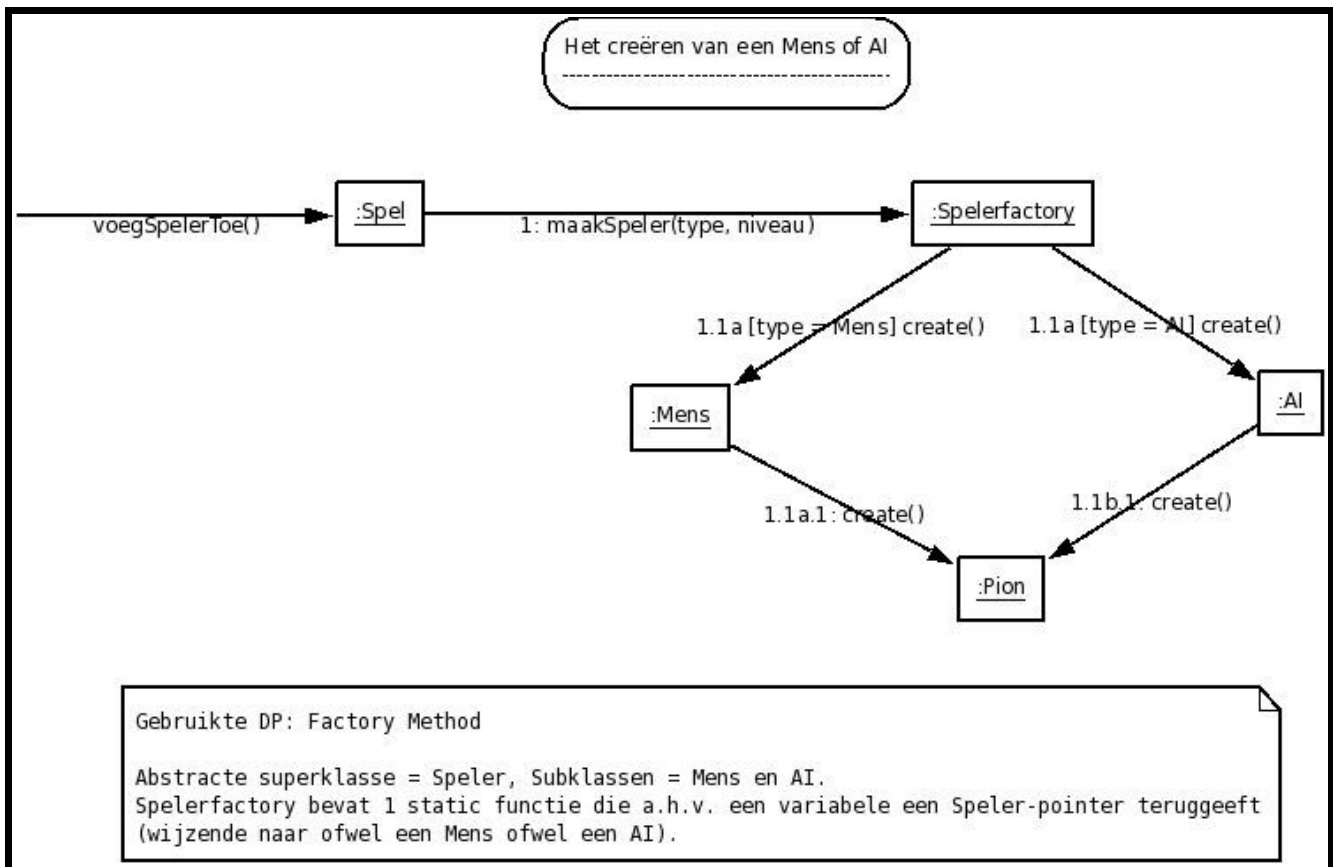 Het creëren van een Mens of AI
:Spel
:Spelerfactory
voegSpelerToe()
1: maakSpeler(type, niveau)
1.1a [type = Mens] create()
1.1a [type = AI] create()
:Mens
:AI
1.1a.1: create()
1.1b.1: create()
:Pion
Gebruikte DP: Factory Method
Abstracte superklasse = Speler, Subklassen = Mens en AI.
Spelerfactory bevat 1 static functie die a.h.v. een variabele een Speler-pointer teruggeeft
(wijzende naar ofwel een Mens ofwel een AI).